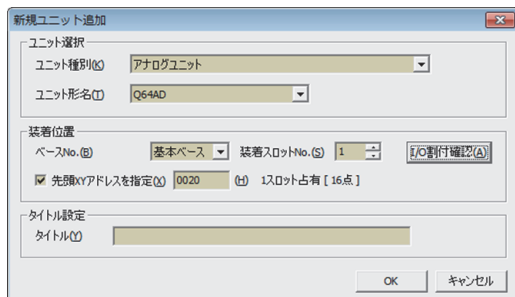 新規ユニット追加
ユニット選択
ユニット種別(K) アナログユニット
ユニット形名(T) Q64AD
装着位置
ベースNo.(B) 基本ベース 装着スロットNo.(S) 1 I/O割付確認(A)
先頭XYアドレスを指定(X) 0020 (H) 1スロット占有 [ 16点 ]
タイトル設定
タイトル(Y)
OK キャンセル